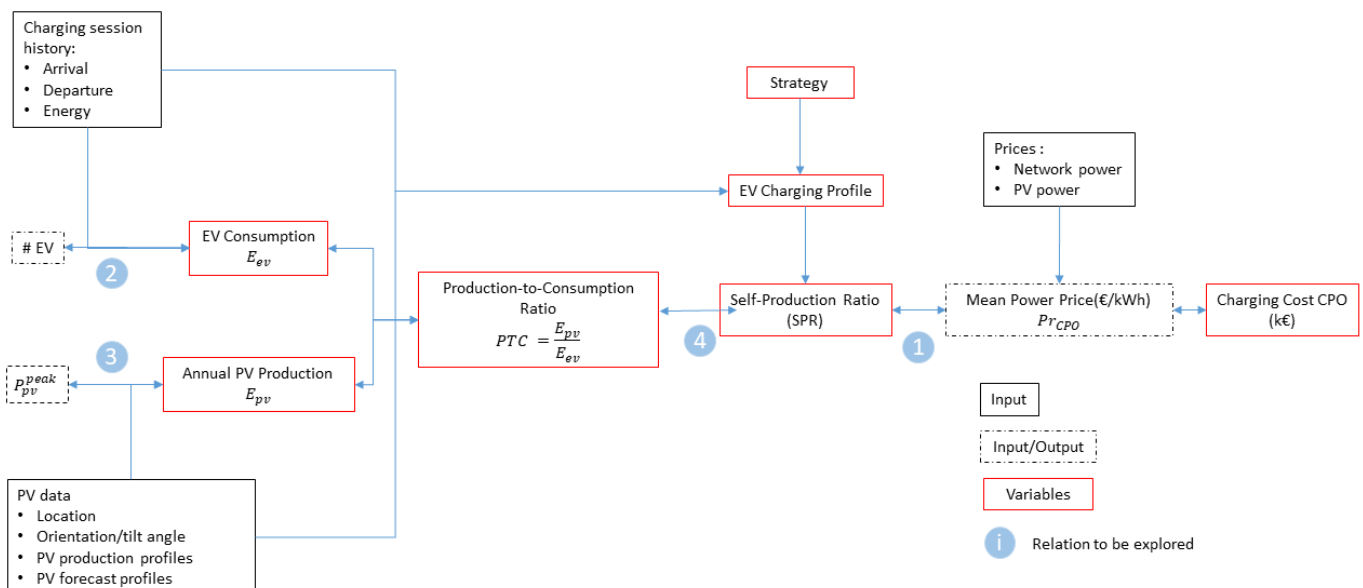 Charging session
history:
• Arrival
• Departure
• Energy
Strategy
Prices :
• Network power
• PV power
EV Charging Profile
# EV
EV Consumption
E_ev
2
Production-to-Consumption
Ratio
PTC = E_pv / E_ev
4
Self-Production Ratio
(SPR)
1
Mean Power Price(€/kWh)
Pr_CPO
Charging Cost CPO
(k€)
3
P_pv^peak
Annual PV Production
E_pv
Input
Input/Output
Variables
i Relation to be explored
PV data
• Location
• Orientation/tilt angle
• PV production profiles
• PV forecast profiles